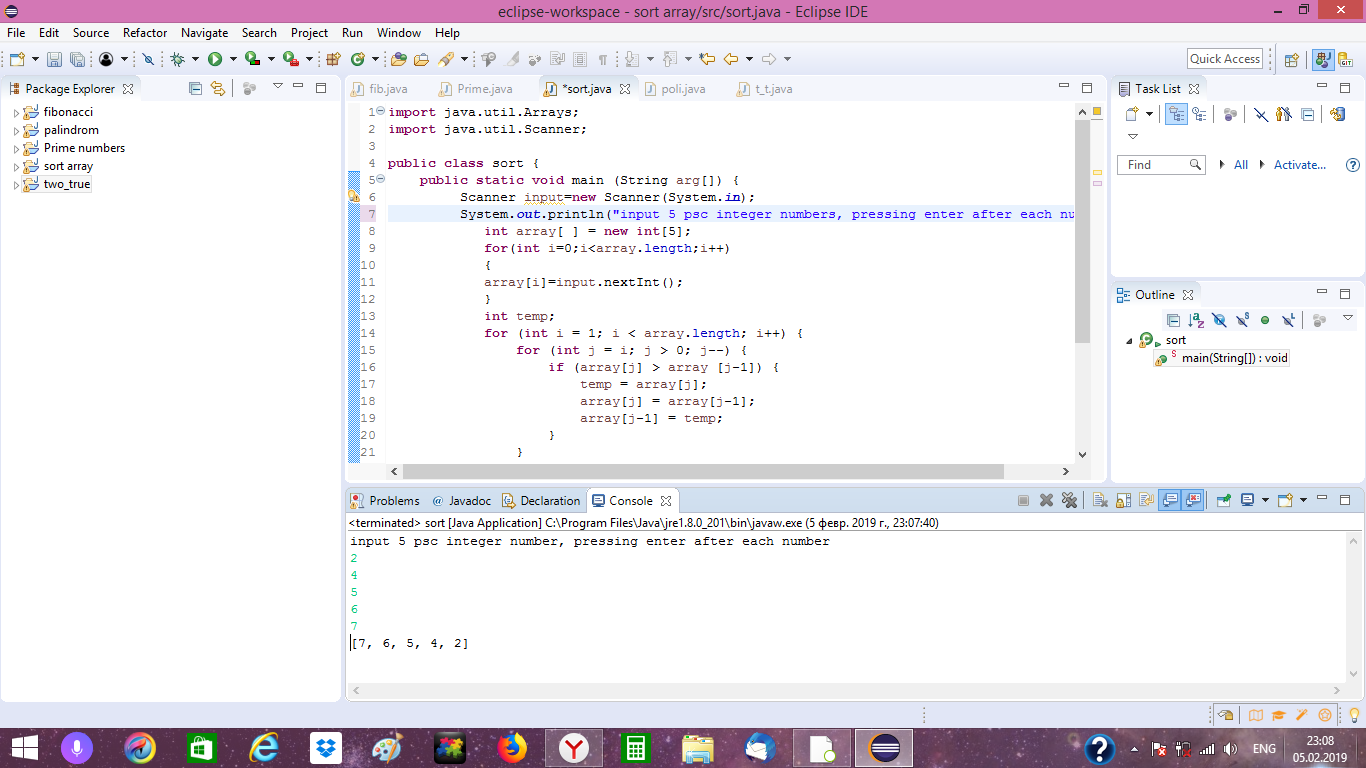 eclipse-workspace - sort array/src/sort.java - Eclipse IDE
File Edit Source Refactor Navigate Search Project Run Window Help
Quick Access
Package Explorer
fibonacci
palindrom
Prime numbers
sort array
two_true
fib.java Prime.java *sort.java poli.java t_t.java
1 import java.util.Arrays;
2 import java.util.Scanner;
3
4 public class sort {
5 public static void main (String arg[]) {
6 Scanner input=new Scanner(System.in);
7 System.out.println("input 5 psc integer numbers, pressing enter after each nu
8 int array[ ] = new int[5];
9 for(int i=0;i<array.length;i++)
10 {
11 array[i]=input.nextInt();
12 }
13 int temp;
14 for (int i = 1; i < array.length; i++) {
15 for (int j = i; j > 0; j--) {
16 if (array[j] > array [j-1]) {
17 temp = array[j];
18 array[j] = array[j-1];
19 array[j-1] = temp;
20 }
21 }
Task List
Find All Activate...
Outline
sort
main(String[]) : void
Problems @ Javadoc Declaration Console
<terminated> sort [Java Application] C:\Program Files\Java\jre1.8.0_201\bin\javaw.exe (5 февр. 2019 г., 23:07:40)
input 5 psc integer number, pressing enter after each number
2
4
5
6
7
[7, 6, 5, 4, 2]
ENG
23:08
05.02.2019